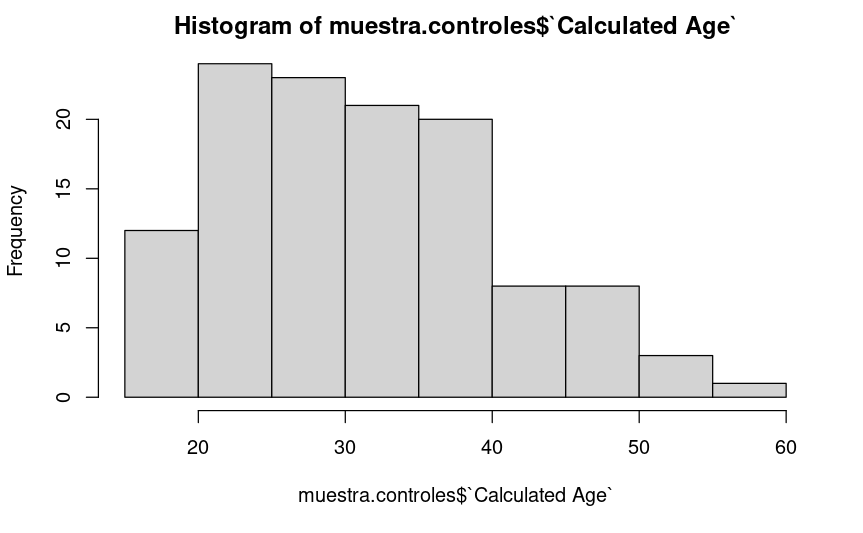 Histogram of muestra.controles$`Calculated Age`
Frequency
20
15
10
5
0
20 30 40 50 60
muestra.controles$`Calculated Age`